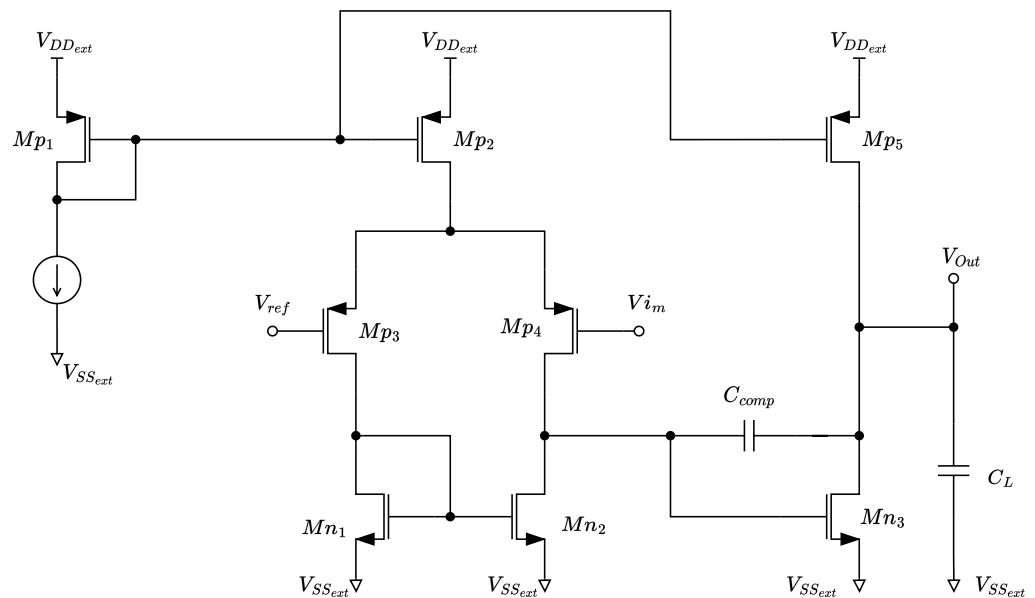 V_{DD_{ext}}
V_{DD_{ext}}
V_{DD_{ext}}
Mp_1
Mp_2
Mp_5
V_{Out}
V_{ref}
Vi_m
Mp_3
Mp_4
V_{SS_{ext}}
C_{comp}
C_L
Mn_1
Mn_2
Mn_3
V_{SS_{ext}}
V_{SS_{ext}}
V_{SS_{ext}}
V_{SS_{ext}}